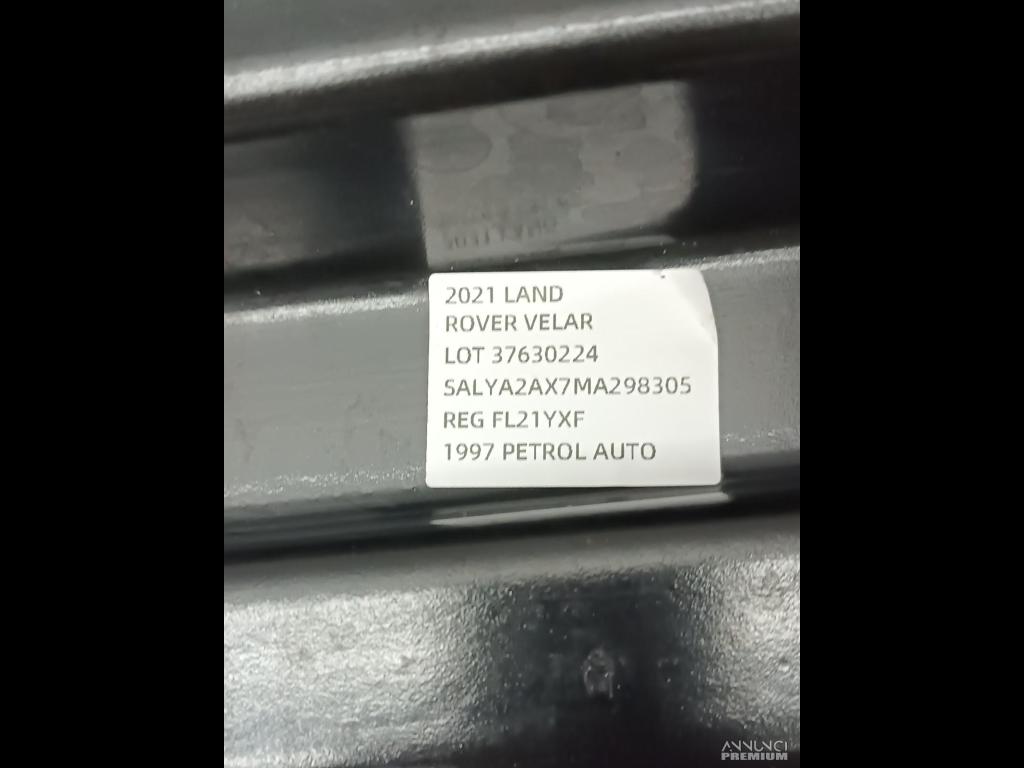 2021 LAND
ROVER VELAR
LOT 37630224
SALYA2AX7MA298305
REG FL21YXF
1997 PETROL AUTO
ANNUNCI
PREMIUM